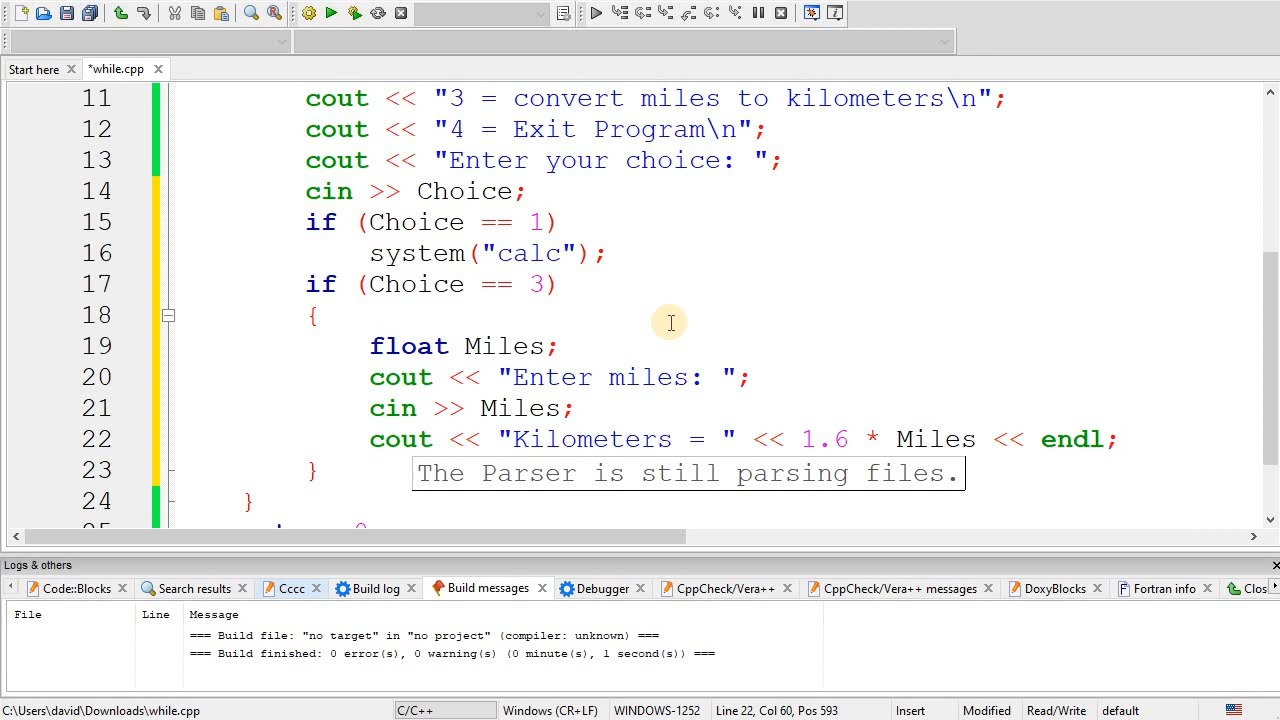 Start here
*while.cpp
11 cout << "3 = convert miles to kilometers\n";
12 cout << "4 = Exit Program\n";
13 cout << "Enter your choice: ";
14 cin >> Choice;
15 if (Choice == 1)
16 system("calc");
17 if (Choice == 3)
18 {
19 float Miles;
20 cout << "Enter miles: ";
21 cin >> Miles;
22 cout << "Kilometers = " << 1.6 * Miles << endl;
23 }
The Parser is still parsing files.
24 }
Logs & others
Code::Blocks Search results Cccc Build log Build messages Debugger CppCheck/Vera++ CppCheck/Vera++ messages DoxyBlocks Fortran info Clos
File Line Message
=== Build file: "no target" in "no project" (compiler: unknown) ===
=== Build finished: 0 error(s), 0 warning(s) (0 minute(s), 1 second(s)) ===
C:\Users\david\Downloads\while.cpp C/C++ Windows (CR+LF) WINDOWS-1252 Line 22, Col 60, Pos 593 Insert Modified Read/Write default